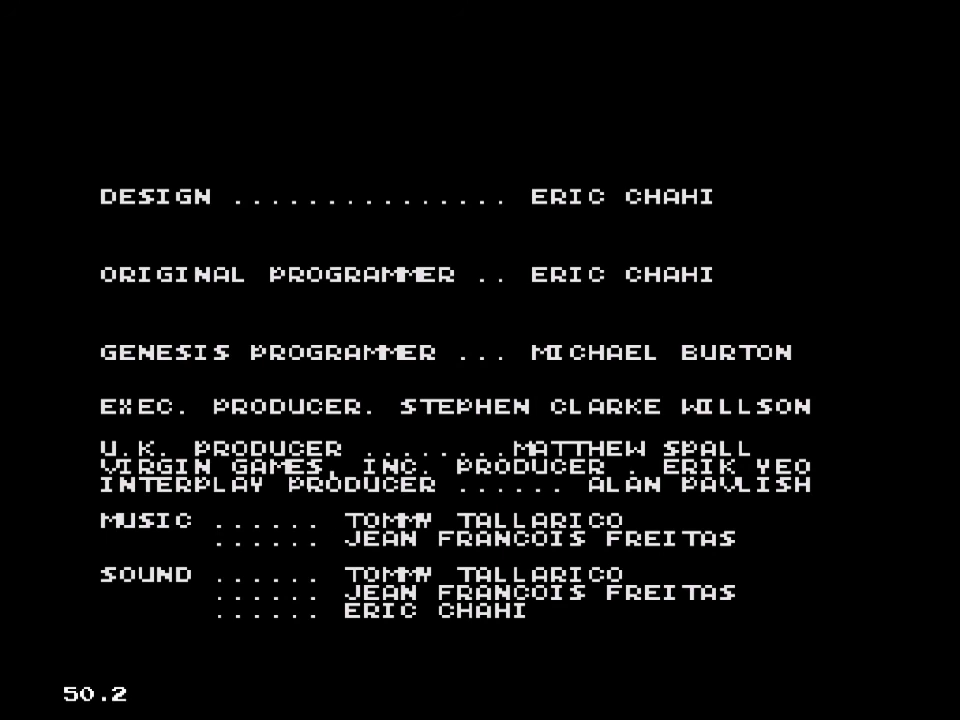 DESIGN ............... ERIC CHAHI
ORIGINAL PROGRAMMER .. ERIC CHAHI
GENESIS PROGRAMMER ... MICHAEL BURTON
EXEC. PRODUCER. STEPHEN CLARKE WILLSON
U.K. PRODUCER ........MATTHEW SPALL
VIRGIN GAMES, INC. PRODUCER . ERIK YEO
INTERPLAY PRODUCER ...... ALAN PAVLISH
MUSIC ...... TOMMY TALLARICO
...... JEAN FRANCOIS FREITAS
SOUND ...... TOMMY TALLARICO
...... JEAN FRANCOIS FREITAS
...... ERIC CHAHI
50.2